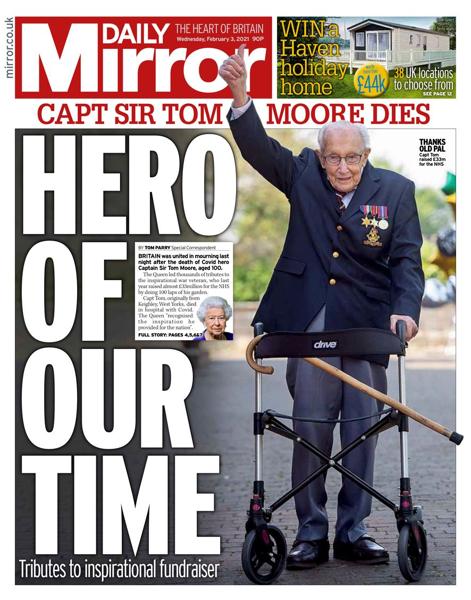 mirror.co.uk
DAILY
Mirror
THE HEART OF BRITAIN
Wednesday, February 3, 2021 90P
WIN a
Haven
holiday
home
£44K
38 UK locations
to choose from
SEE PAGE 12
CAPT SIR TOM MOORE DIES
THANKS
OLD PAL
Capt Tom
raised £33m
for the NHS
HERO
OF
OUR
TIME
BY TOM PARRY Special Correspondent
BRITAIN was united in mourning last
night after the death of Covid hero
Captain Sir Tom Moore, aged 100.
The Queen led thousands of tributes to
the inspirational war veteran, who last
year raised almost £33million for the NHS
by doing 100 laps of his garden.
Capt Tom, originally from
Keighley, West Yorks, died
in hospital with Covid.
The Queen "recognised
the inspiration he
provided for the nation".
FULL STORY: PAGES 4,5,6&7
drive
Tributes to inspirational fundraiser